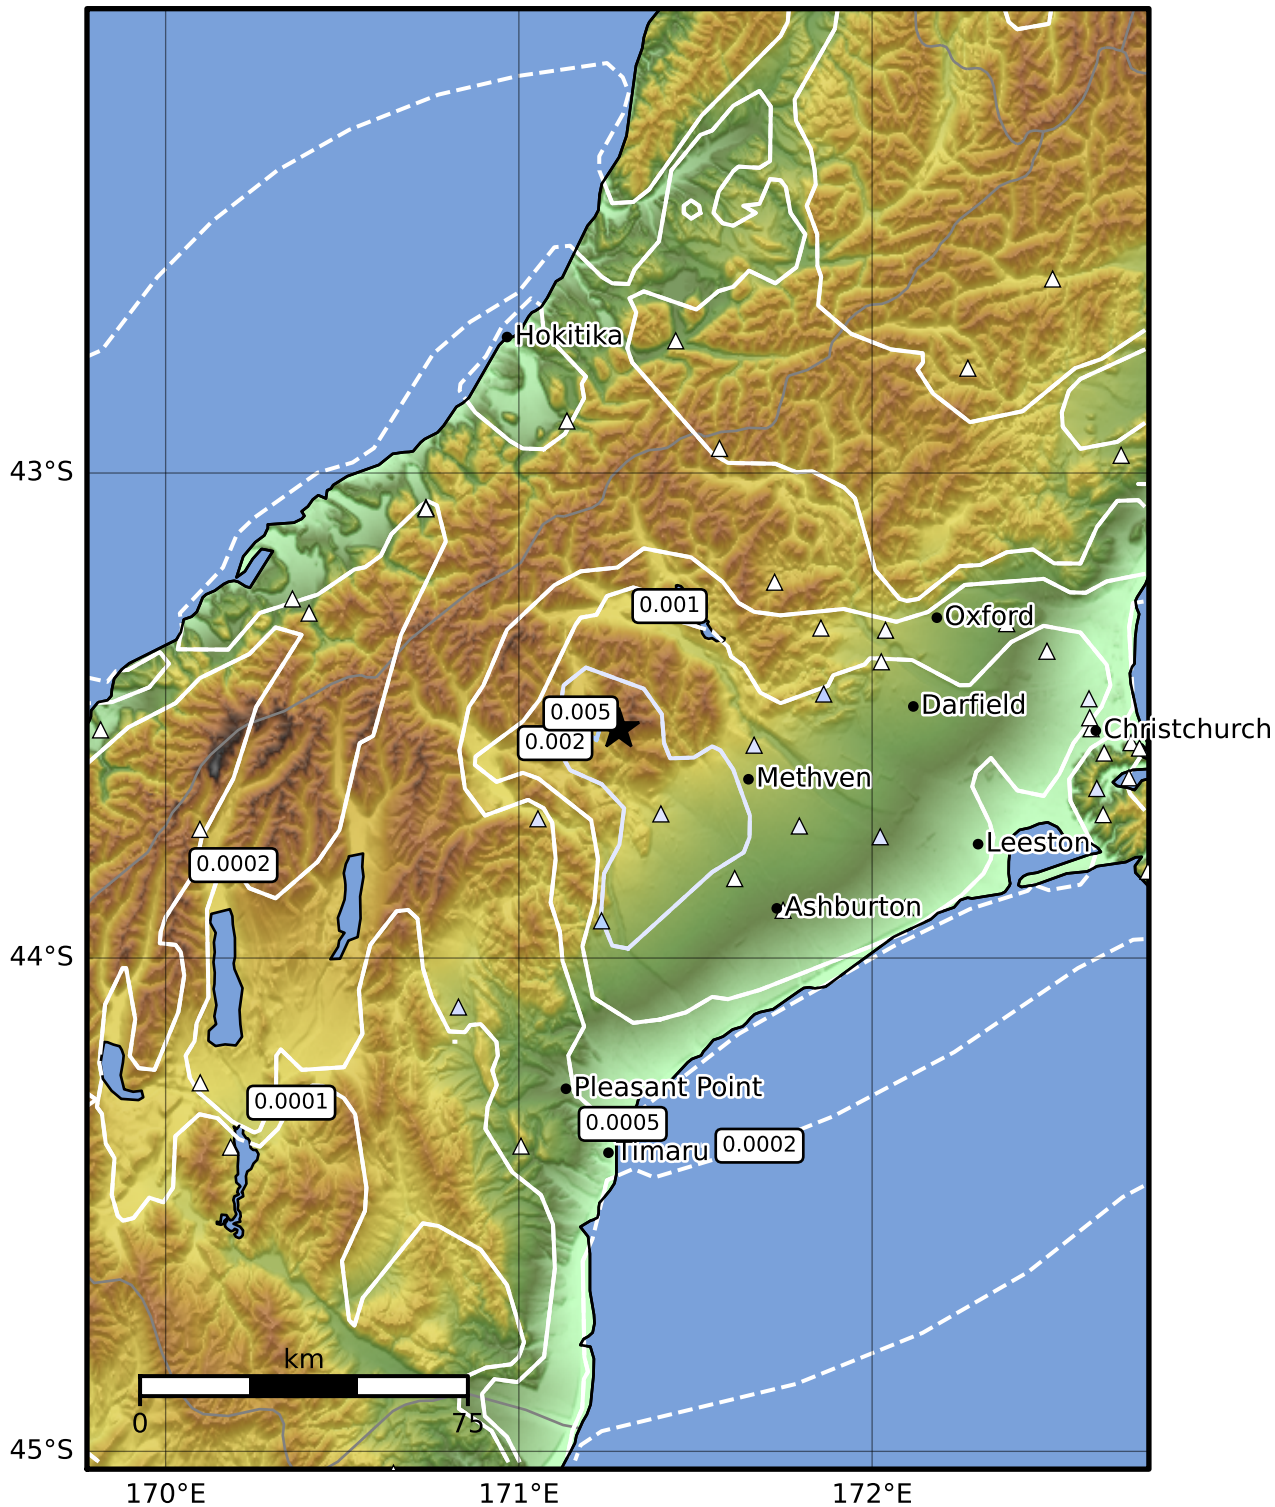 Hokitika
43°S
0.001
Oxford
Darfield
0.005
Christchurch
0.002
Methven
Leeston
0.0002
Ashburton
44°S
Pleasant Point
0.0001
0.0005
Timaru
0.0002
km
0
75
45°S
170°E
171°E
172°E